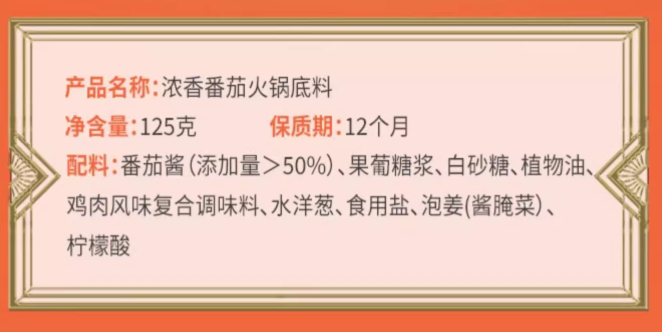 产品名称：浓香番茄火锅底料
净含量：125克 保质期：12个月
配料：番茄酱（添加量＞50%）、果葡糖浆、白砂糖、植物油、
鸡肉风味复合调味料、水洋葱、食用盐、泡姜(酱腌菜）、
柠檬酸